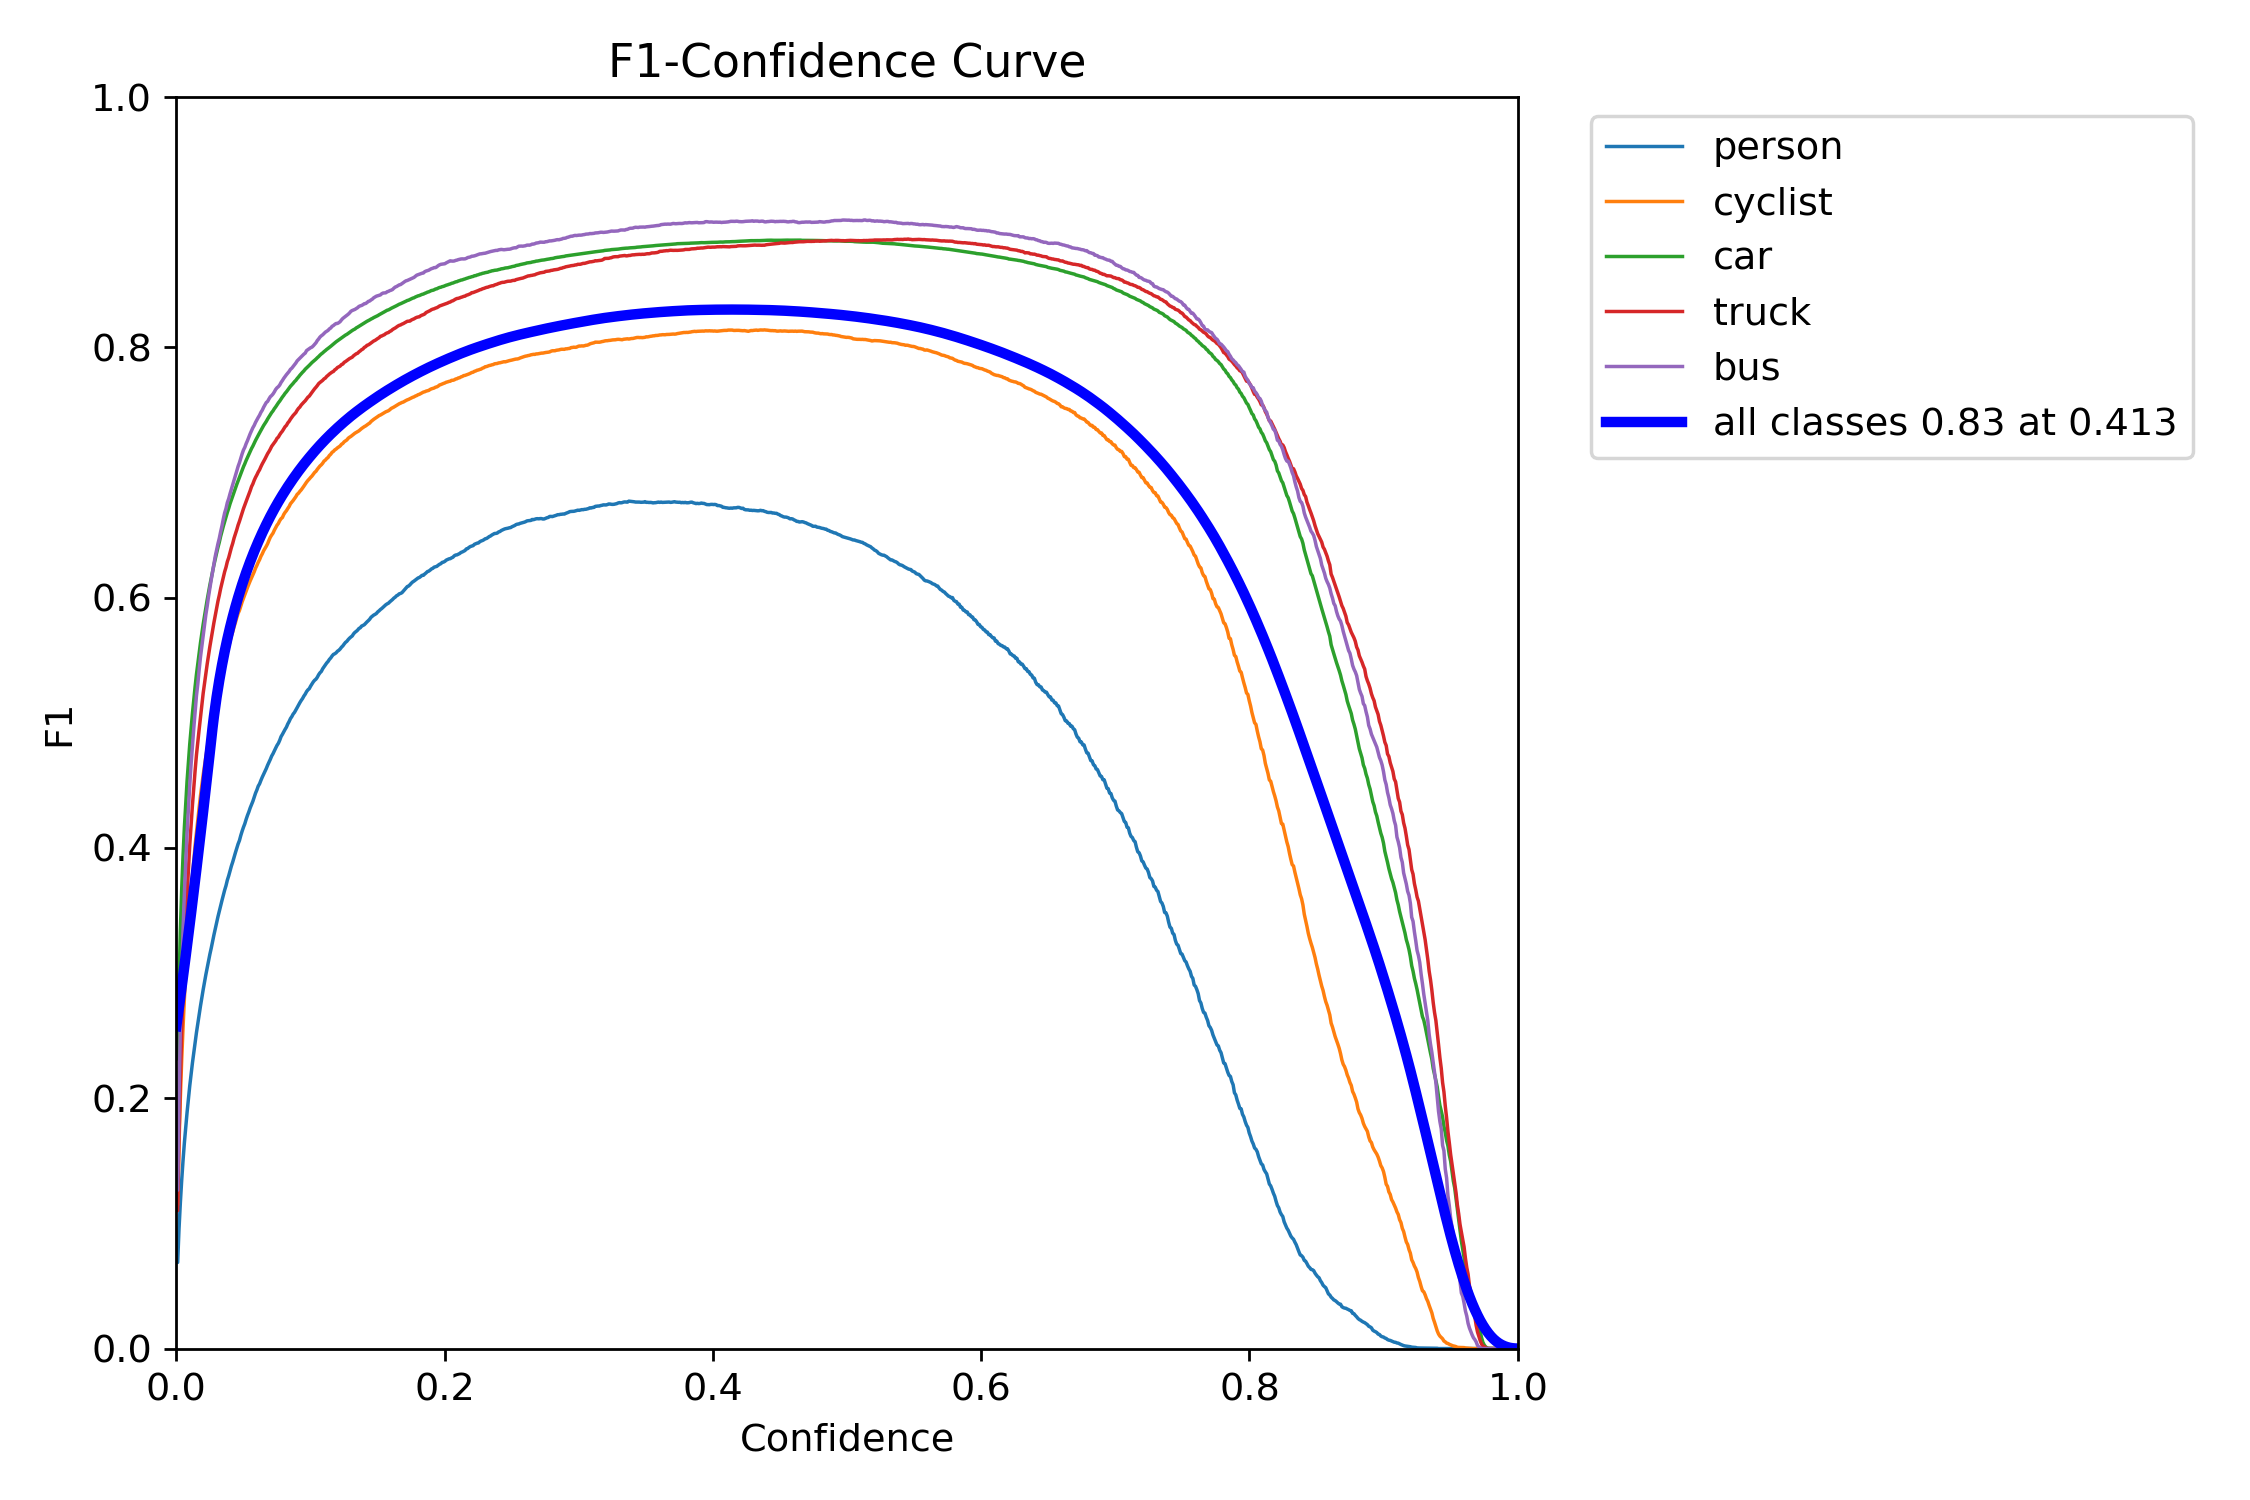 F1-Confidence Curve
1.0
0.8
0.6
0.4
0.2
0.0
F1
0.0 0.2 0.4 0.6 0.8 1.0
Confidence
person
cyclist
car
truck
bus
all classes 0.83 at 0.413